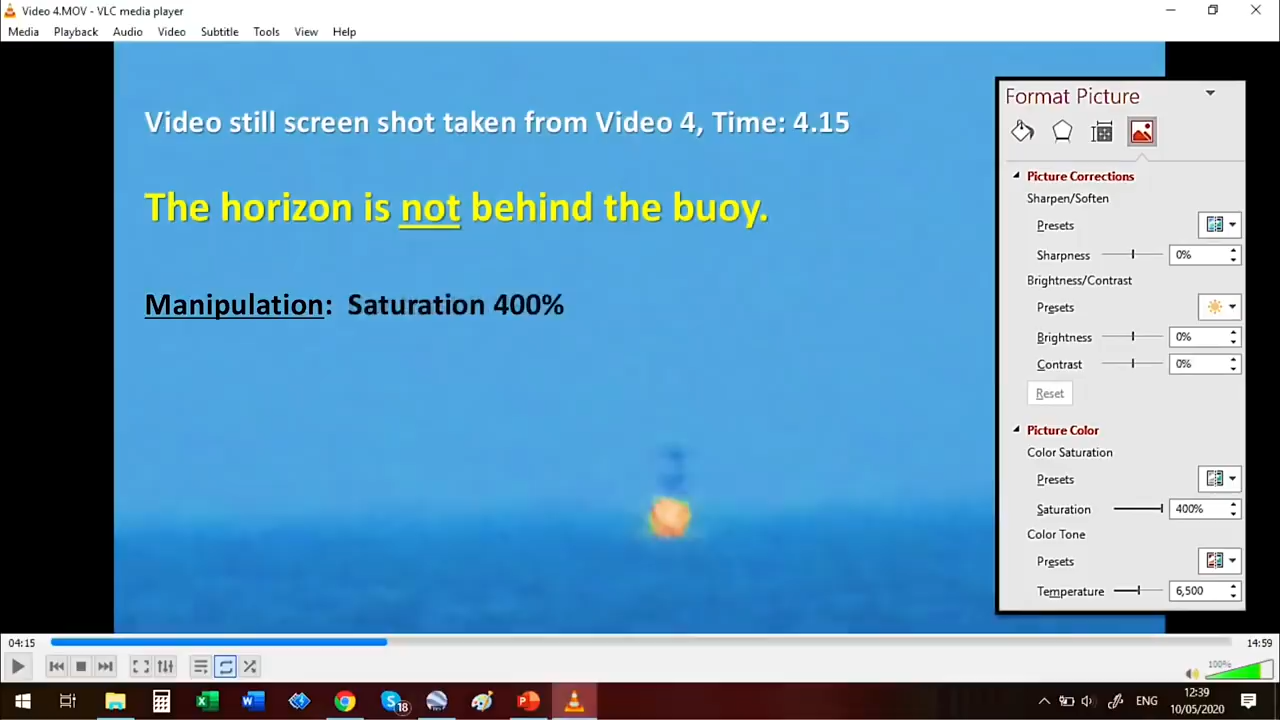 Video 4.MOV - VLC media player
Media Playback Audio Video Subtitle Tools View Help
Video still screen shot taken from Video 4, Time: 4.15
The horizon is not behind the buoy.
Manipulation: Saturation 400%
Format Picture
Picture Corrections
Sharpen/Soften
Presets
Sharpness 0%
Brightness/Contrast
Presets
Brightness 0%
Contrast 0%
Reset
Picture Color
Color Saturation
Presets
Saturation 400%
Color Tone
Presets
Temperature 6,500
04:15 14:59
100%
18
ENG
12:39
10/05/2020